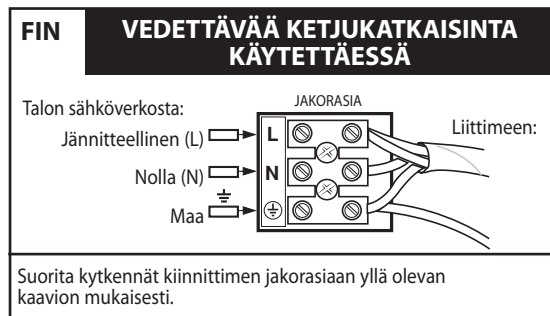 FIN
VEDETTÄVÄÄ KETJUKATKAISINTA
KÄYTETTÄESSÄ
Talon sähköverkosta:
JAKORASIA
Liittimeen:
Jännitteellinen (L)
L
Nolla (N)
N
Maa
Suorita kytkennät kiinnittimen jakorasiaan yllä olevan
kaavion mukaisesti.